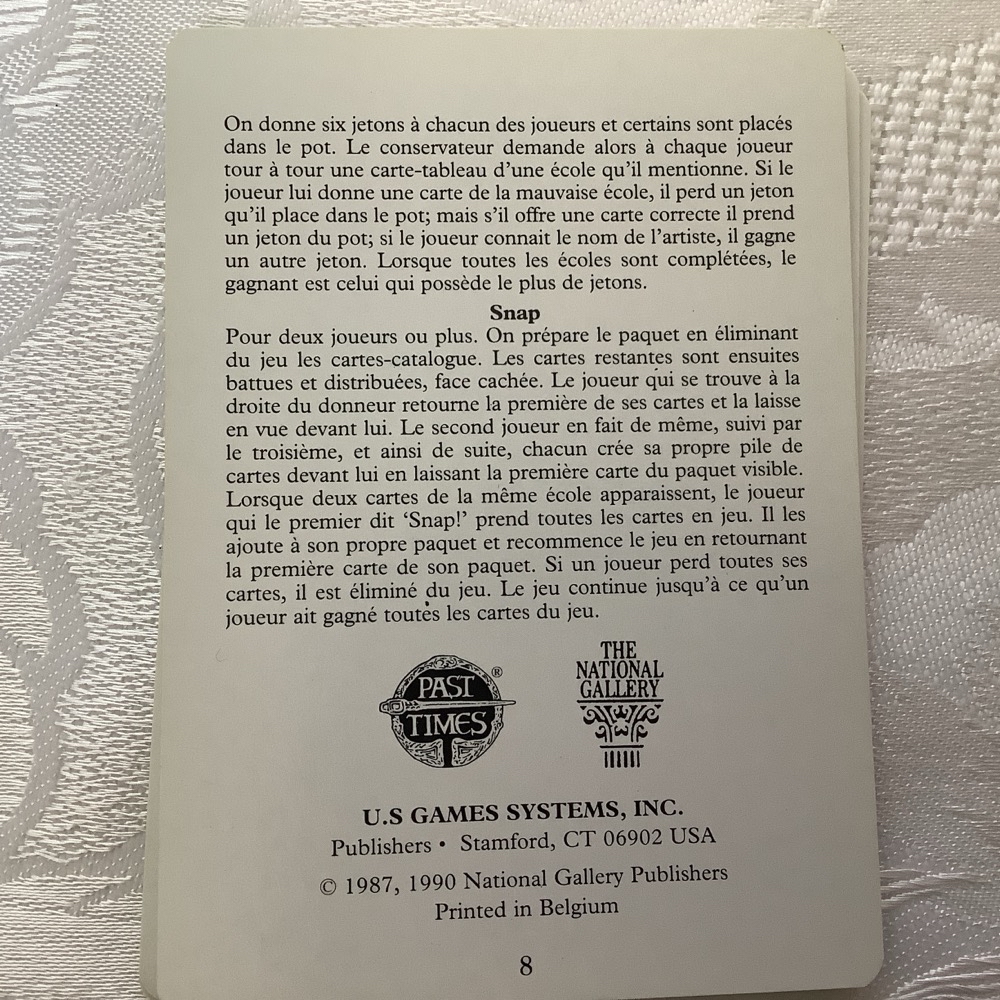 On donne six jetons à chacun des joueurs et certains sont placés
dans le pot. Le conservateur demande alors à chaque joueur
tour à tour une carte-tableau d'une école qu'il mentionne. Si le
joueur lui donne une carte de la mauvaise école, il perd un jeton
qu'il place dans le pot; mais s'il offre une carte correcte il prend
un jeton du pot; si le joueur connait le nom de l'artiste, il gagne
un autre jeton. Lorsque toutes les écoles sont complétées, le
gagnant est celui qui possède le plus de jetons.
Snap
Pour deux joueurs ou plus. On prépare le paquet en éliminant
du jeu les cartes-catalogue. Les cartes restantes sont ensuites
battues et distribuées, face cachée. Le joueur qui se trouve à la
droite du donneur retourne la première de ses cartes et la laisse
en vue devant lui. Le second joueur en fait de même, suivi par
le troisième, et ainsi de suite, chacun crée sa propre pile de
cartes devant lui en laissant la première carte du paquet visible.
Lorsque deux cartes de la même école apparaissent, le joueur
qui le premier dit ‘Snap!’ prend toutes les cartes en jeu. Il les
ajoute à son propre paquet et recommence le jeu en retournant
la première carte de son paquet. Si un joueur perd toutes ses
cartes, il est éliminé du jeu. Le jeu continue jusqu'à ce qu'un
joueur ait gagné toutes les cartes du jeu.
PAST
TIMES
®
THE
NATIONAL
GALLERY
U.S GAMES SYSTEMS, INC.
Publishers • Stamford, CT 06902 USA
© 1987, 1990 National Gallery Publishers
Printed in Belgium
8